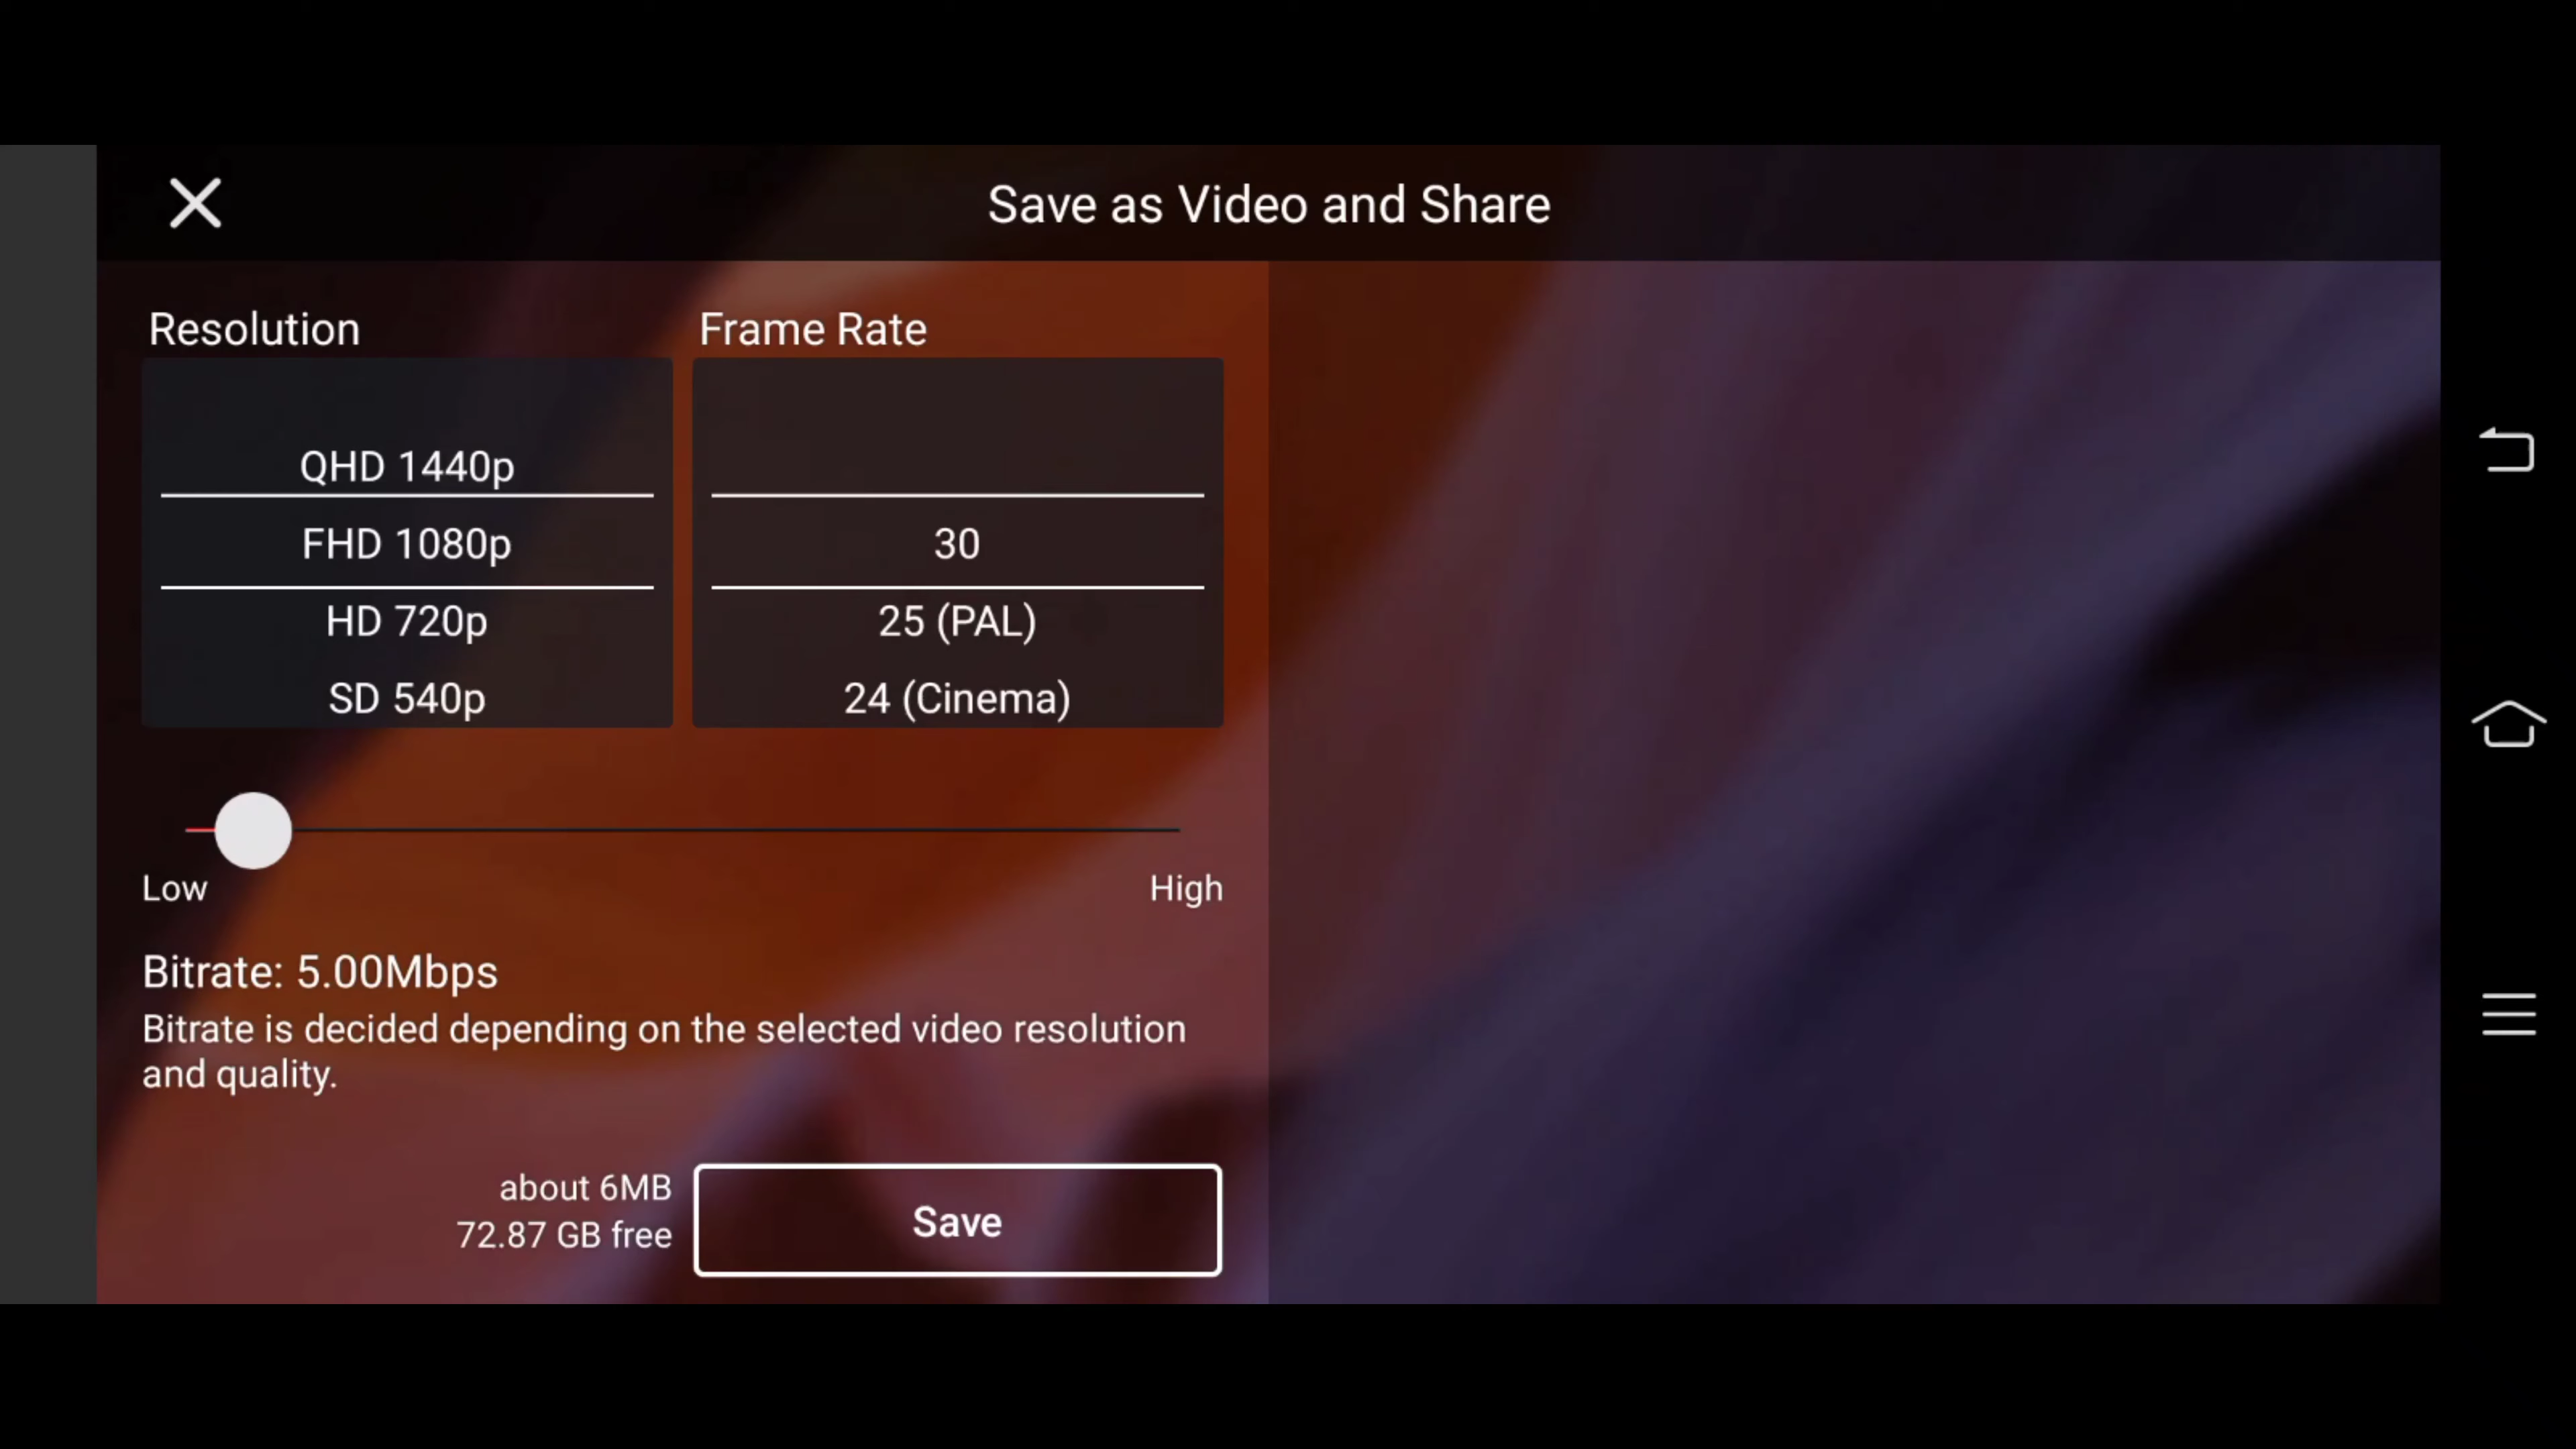 Save as Video and Share
Resolution
Frame Rate
QHD 1440p
FHD 1080p
HD 720p
SD 540p
30
25 (PAL)
24 (Cinema)
Low
High
Bitrate: 5.00Mbps
Bitrate is decided depending on the selected video resolution
and quality.
about 6MB
72.87 GB free
Save